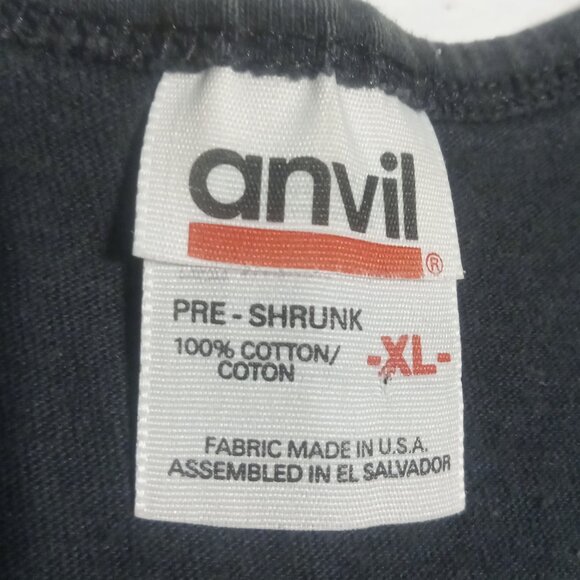 anvil®
PRE-SHRUNK
100% COTTON/
COTON
-XL-
FABRIC MADE IN U.S.A.
ASSEMBLED IN EL SALVADOR